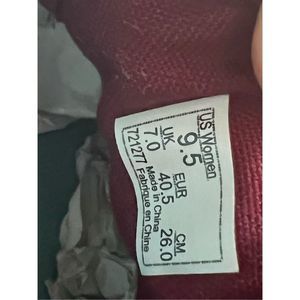 US Women
9.5
UK EUR CM
7.0 40.5 26.0
Made in China
721277 Fabriqué en Chine